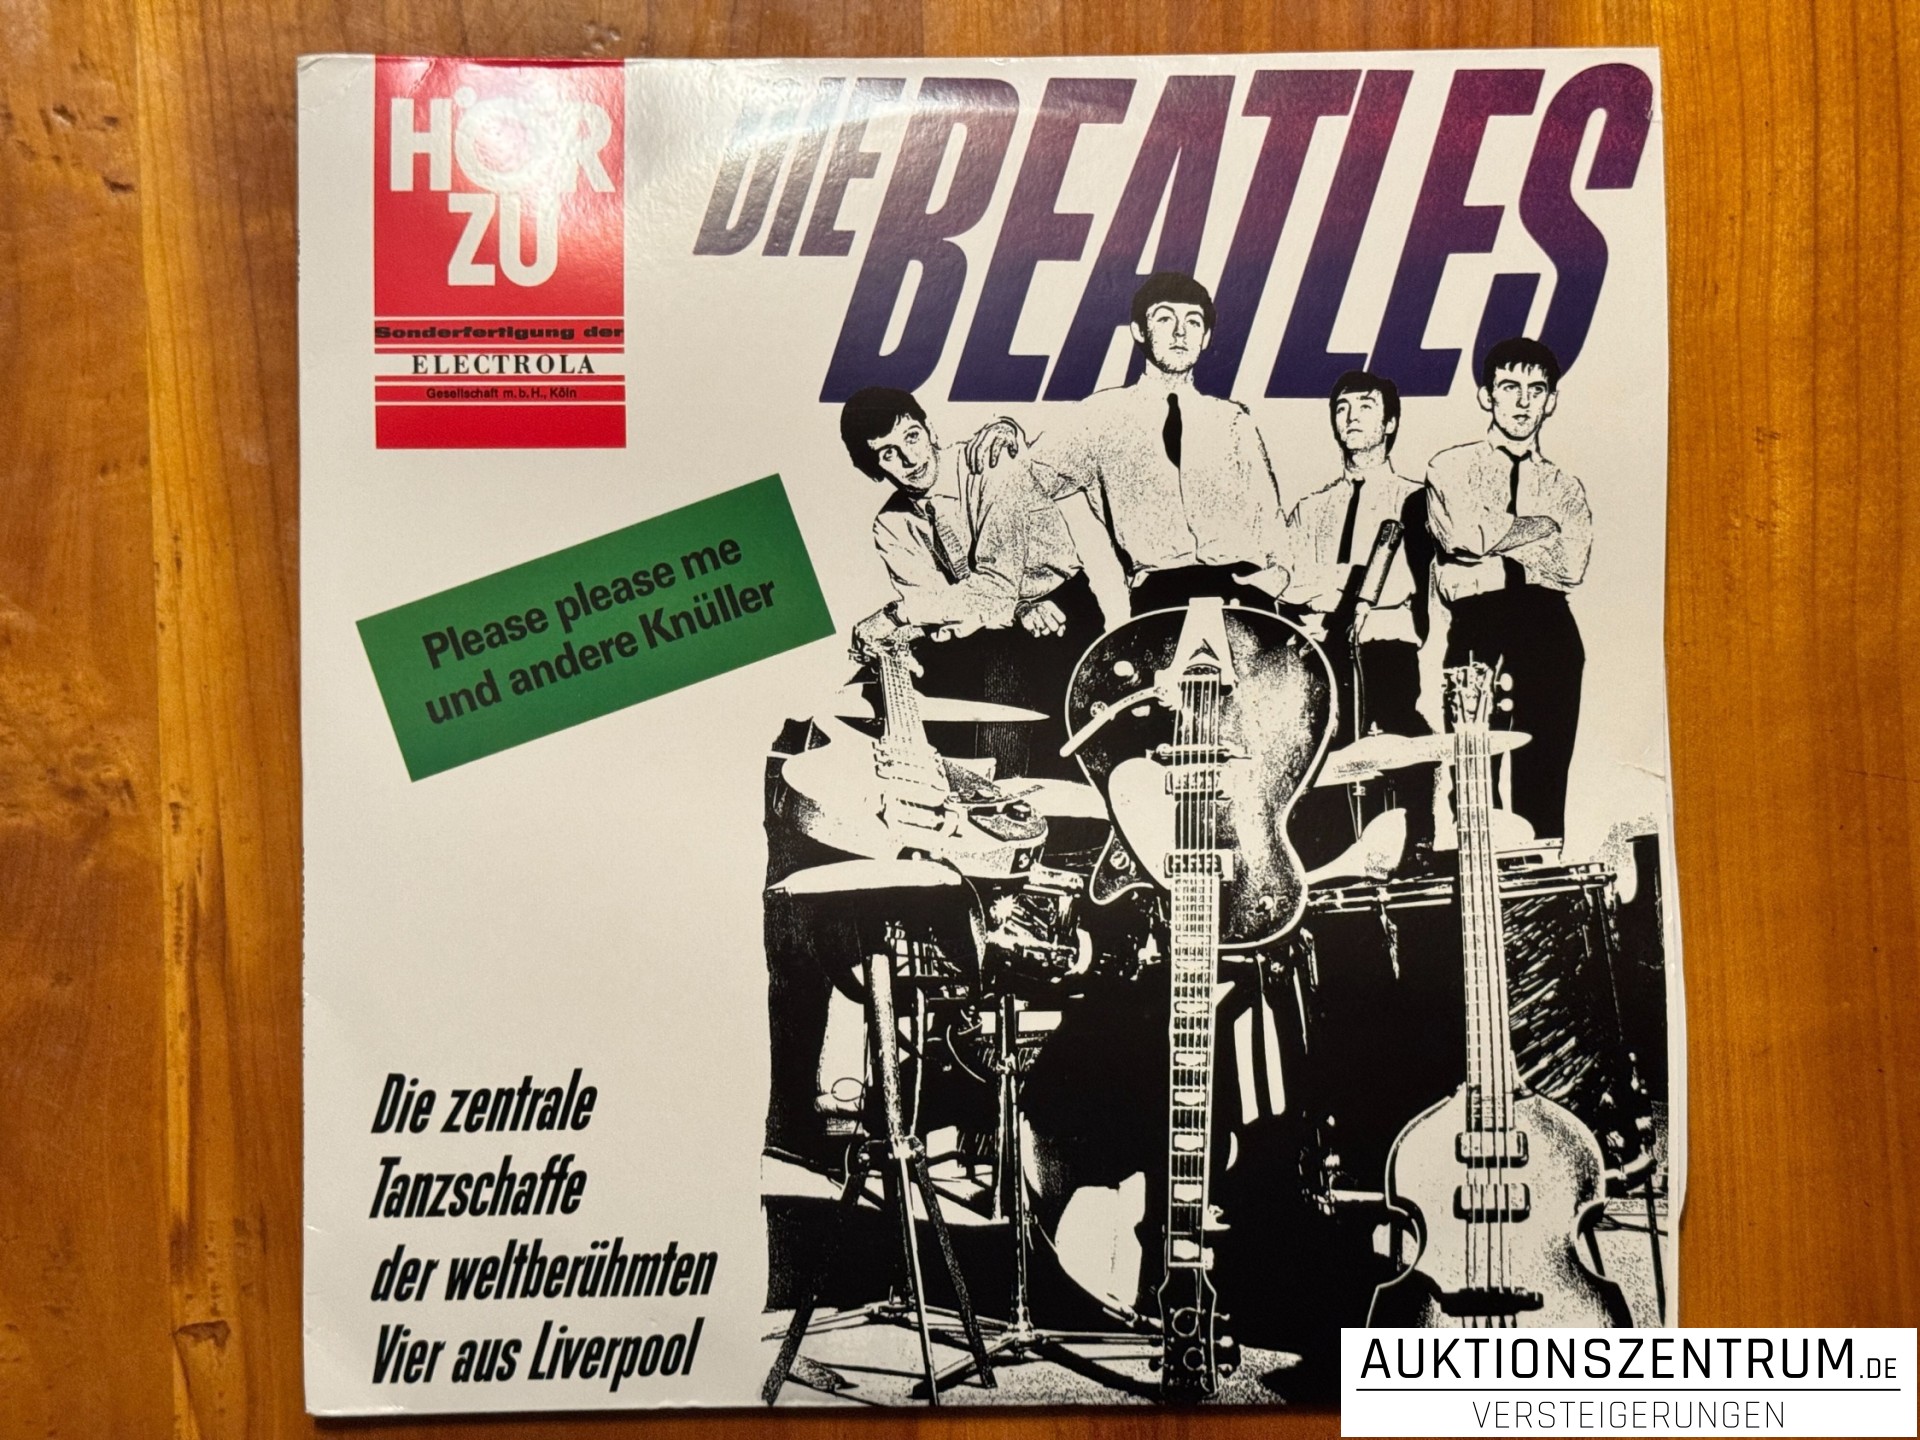 HÖR
ZU
Sonderfertigung der
ELECTROLA
Gesellschaft m. b. H., Köln
DIE BEATLES
Please please me
und andere Knüller
Die zentrale
Tanzschaffe
der weltberühmten
Vier aus Liverpool
AUKTIONSZENTRUM.DE
VERSTEIGERUNGEN